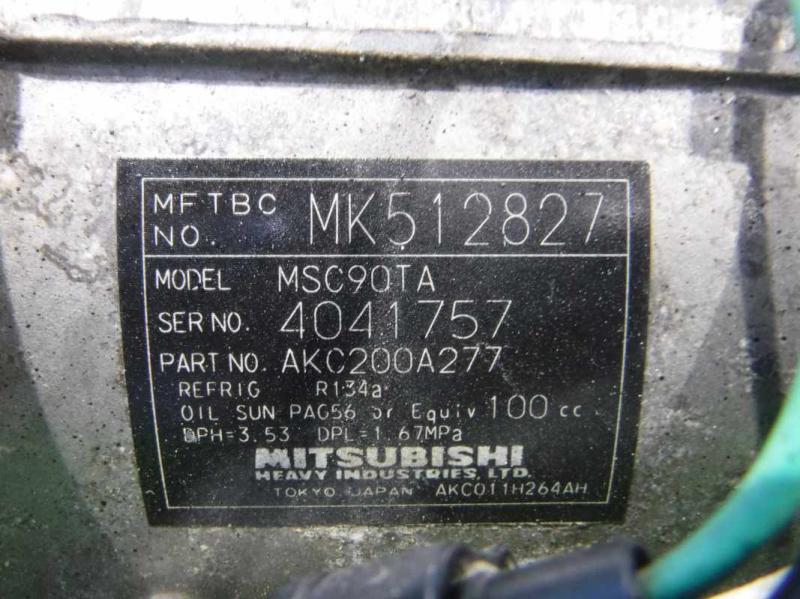 MFTBC NO. MK512827
MODEL MSC90TA
SER NO. 4041757
PART NO. AKC200A277
REFRIG R134a
OIL SUN PAG56 or Equiv 100 cc
DPH=3.53 DPL=1.67MPa
MITSUBISHI
HEAVY INDUSTRIES, LTD.
TOKYO JAPAN AKC011H264AH